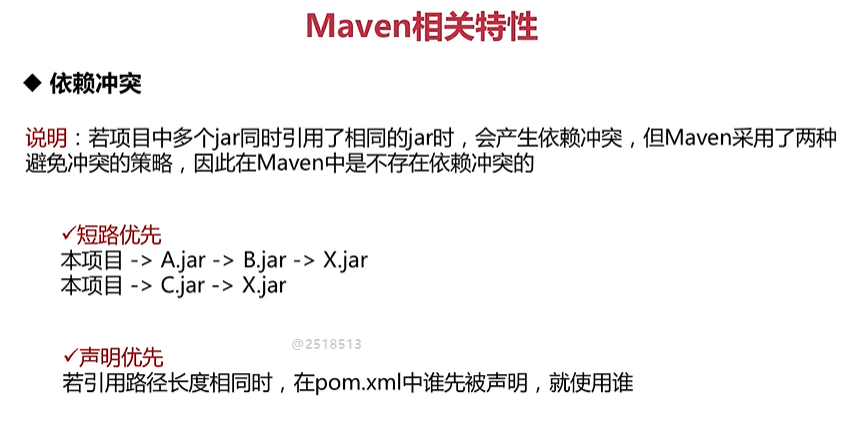 Maven相关特性
◆ 依赖冲突
说明：若项目中多个jar同时引用了相同的jar时，会产生依赖冲突，但Maven采用了两种
避免冲突的策略，因此在Maven中是不存在依赖冲突的
✓短路优先
本项目 -> A.jar -> B.jar -> X.jar
本项目 -> C.jar -> X.jar
@2518513
✓声明优先
若引用路径长度相同时，在pom.xml中谁先被声明，就使用谁